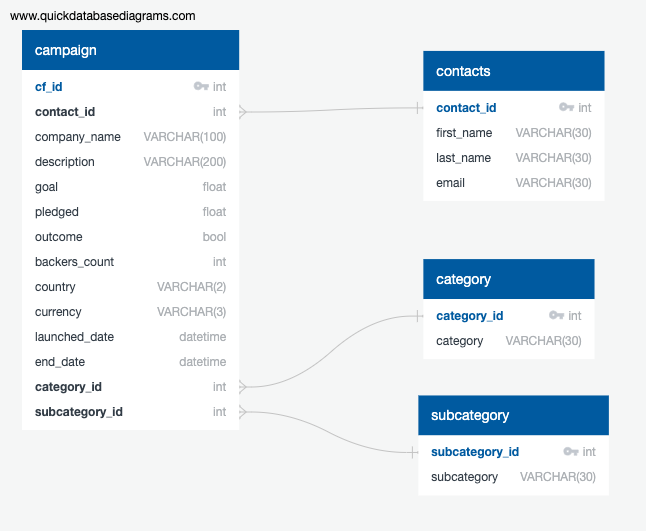 www.quickdatabasediagrams.com
campaign
cf_id int
contact_id int
company_name VARCHAR(100)
description VARCHAR(200)
goal float
pledged float
outcome bool
backers_count int
country VARCHAR(2)
currency VARCHAR(3)
launched_date datetime
end_date datetime
category_id int
subcategory_id int
contacts
contact_id int
first_name VARCHAR(30)
last_name VARCHAR(30)
email VARCHAR(30)
category
category_id int
category VARCHAR(30)
subcategory
subcategory_id int
subcategory VARCHAR(30)